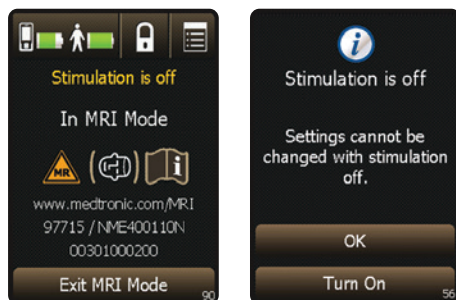 Stimulation is off
In MRI Mode
MR
i
www.medtronic.com/MRI
97715 / NME400110N
00301000200
Exit MRI Mode
90
i
Stimulation is off
Settings cannot be
changed with stimulation
off.
OK
Turn On
56